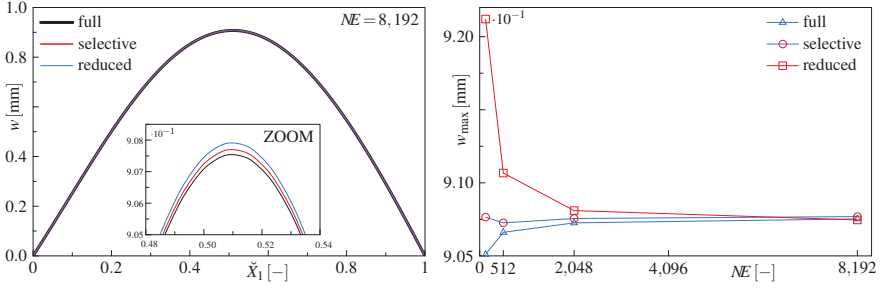 1.0
full
selective
reduced
NE = 8,192
0.8
0.6
0.4
0.2
0.0
w [mm]
·10⁻¹
ZOOM
9.08
9.07
9.06
9.05
0.48
0.50
0.52
0.54
0
0.2
0.4
0.6
0.8
1
X̆₁ [−]
9.20
·10⁻¹
full
selective
reduced
w_max [mm]
9.10
9.05
0
512
2,048
4,096
8,192
NE [−]